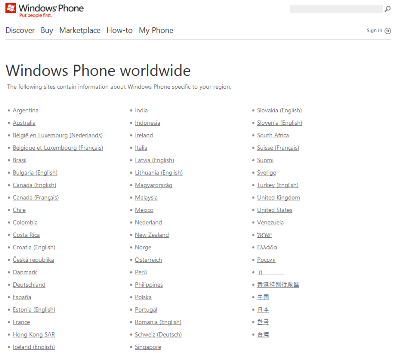 Windows Phone
Put people first.
Discover Buy Marketplace How-to My Phone
Sign in
Windows Phone worldwide
The following sites contain information about Windows Phone specific to your region.
Argentina
Australia
België en Luxemburg (Nederlands)
Belgique et Luxembourg (Français)
Brasil
Bulgaria (English)
Canada (English)
Canada (Français)
Chile
Colombia
Costa Rica
Croatia (English)
Česká republika
Danmark
Deutschland
España
Estonia (English)
France
Hong Kong SAR
Iceland (English)
India
Indonesia
Ireland
Italia
Latvia (English)
Lithuania (English)
Magyarország
Malaysia
México
Nederland
New Zealand
Norge
Österreich
Perú
Philippines
Polska
Portugal
Romania (English)
Schweiz (Deutsch)
Singapore
Slovakia (English)
Slovenia (English)
South Africa
Suisse (Français)
Suomi
Sverige
Turkey (English)
United Kingdom
United States
Venezuela
ישראל
Ελλάδα
Россия
香港特別行政區
中国
日本
한국
台灣